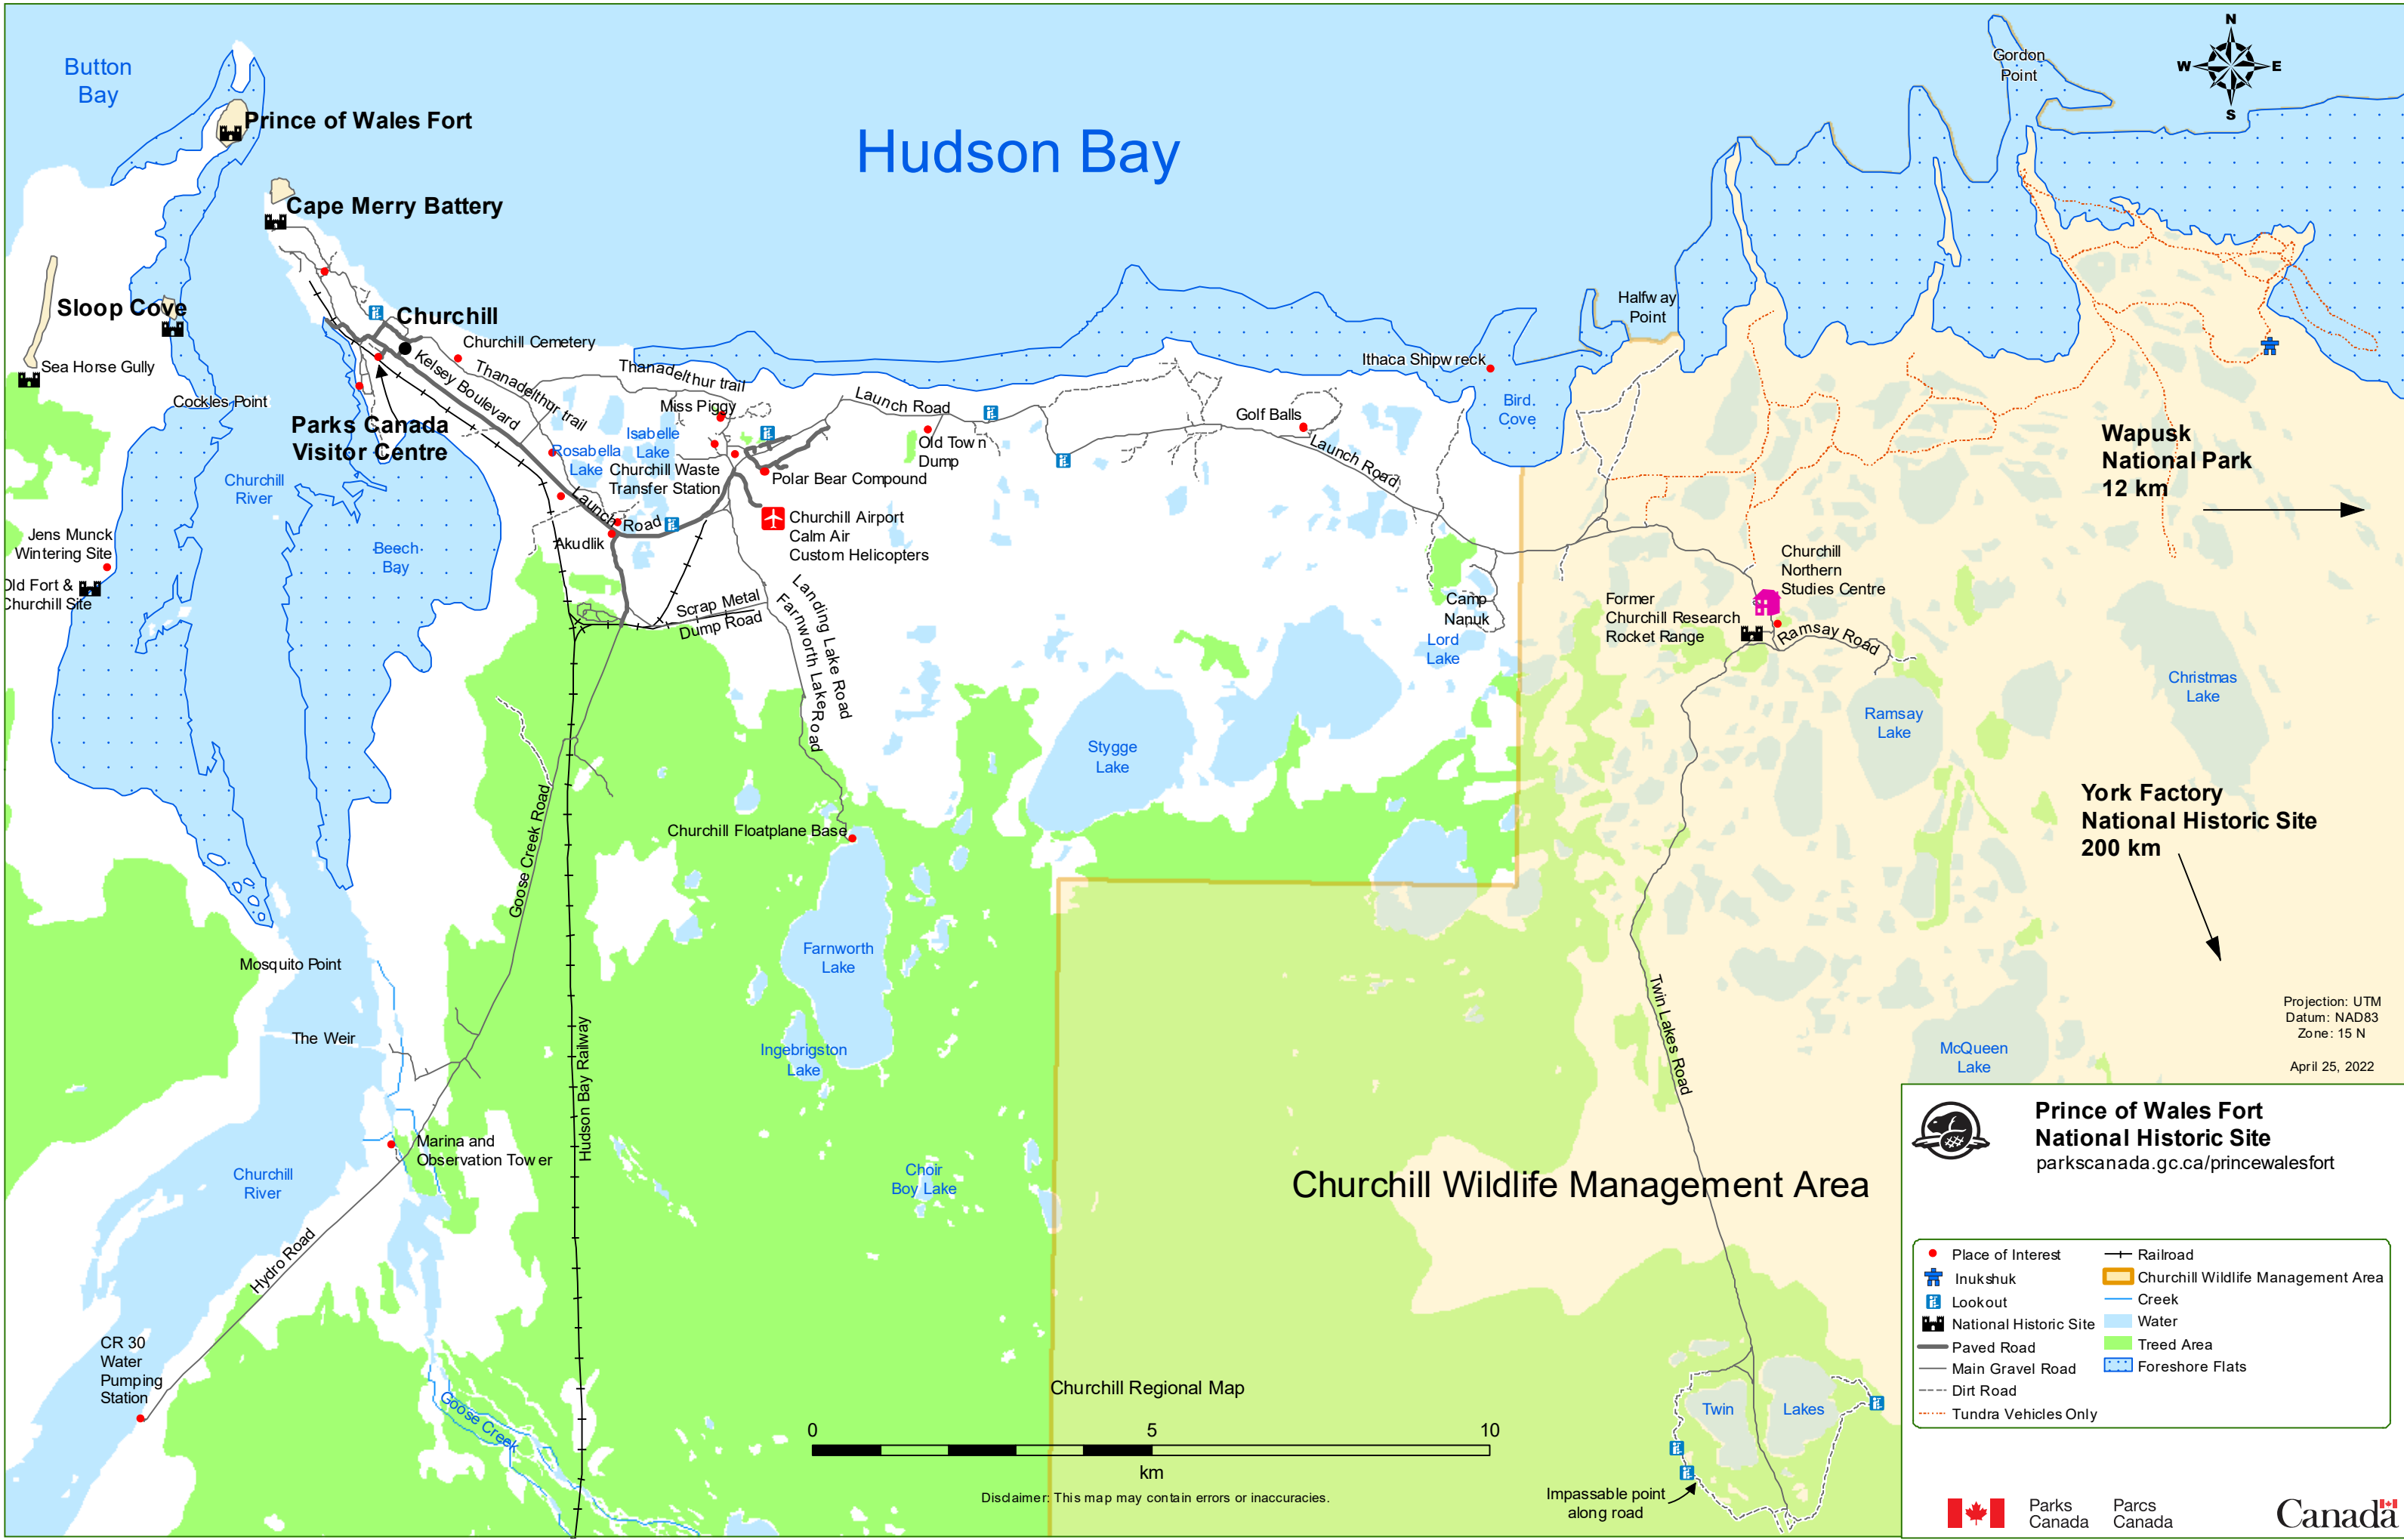 Button
Bay
Prince of Wales Fort
Cape Merry Battery
Hudson Bay
Gordon
Point
N
W
E
S
Sloop Cove
Sea Horse Gully
Churchill
Churchill Cemetery
Kelsey Boulevard
Thanadelthur trail
Thanadelthur trail
Cockles Point
Parks Canada
Visitor Centre
Miss Piggy
Isabelle
Lake
Rosabella
Lake
Churchill Waste
Transfer Station
Launch Road
Old Town
Dump
Polar Bear Compound
Launch Road
Akudlik
Churchill Airport
Calm Air
Custom Helicopters
Golf Balls
Launch Road
Ithaca Shipwreck
Bird.
Cove
Halfway
Point
Wapusk
National Park
12 km
Churchill
River
Beech
Bay
Jens Munck
Wintering Site
Old Fort &
Churchill Site
Scrap Metal
Dump Road
Landing Lake Road
Farnworth Lake Road
Camp
Nanuk
Lord
Lake
Former
Churchill Research
Rocket Range
Churchill
Northern
Studies Centre
Ramsay Road
Ramsay
Lake
Christmas
Lake
Stygge
Lake
York Factory
National Historic Site
200 km
Goose Creek Road
Churchill Floatplane Base
Farnworth
Lake
Mosquito Point
The Weir
Ingebrigston
Lake
Hudson Bay Railway
Twin Lakes Road
McQueen
Lake
Projection: UTM
Datum: NAD83
Zone: 15 N
April 25, 2022
Marina and
Observation Tower
Churchill
River
Choir
Boy Lake
Churchill Wildlife Management Area
Hydro Road
CR 30
Water
Pumping
Station
Goose Creek
Churchill Regional Map
0
5
10
km
Disclaimer: This map may contain errors or inaccuracies.
Twin
Lakes
Impassable point
along road
Prince of Wales Fort
National Historic Site
parkscanada.gc.ca/princewalesfort
Place of Interest
Inukshuk
Lookout
National Historic Site
Paved Road
Main Gravel Road
Dirt Road
Tundra Vehicles Only
Railroad
Churchill Wildlife Management Area
Creek
Water
Treed Area
Foreshore Flats
Parks
Canada
Parcs
Canada
Canada